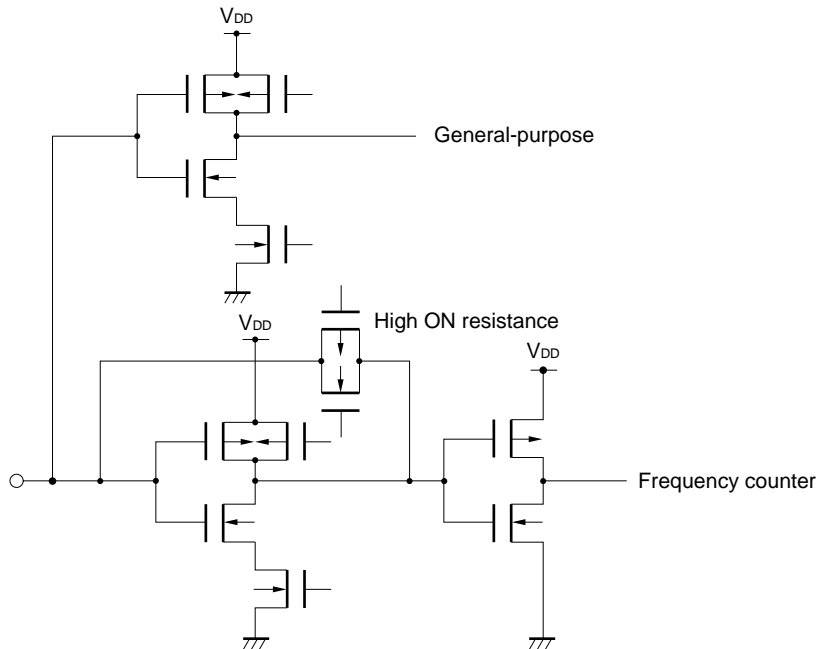 VDD
General-purpose
High ON resistance
VDD
VDD
Frequency counter